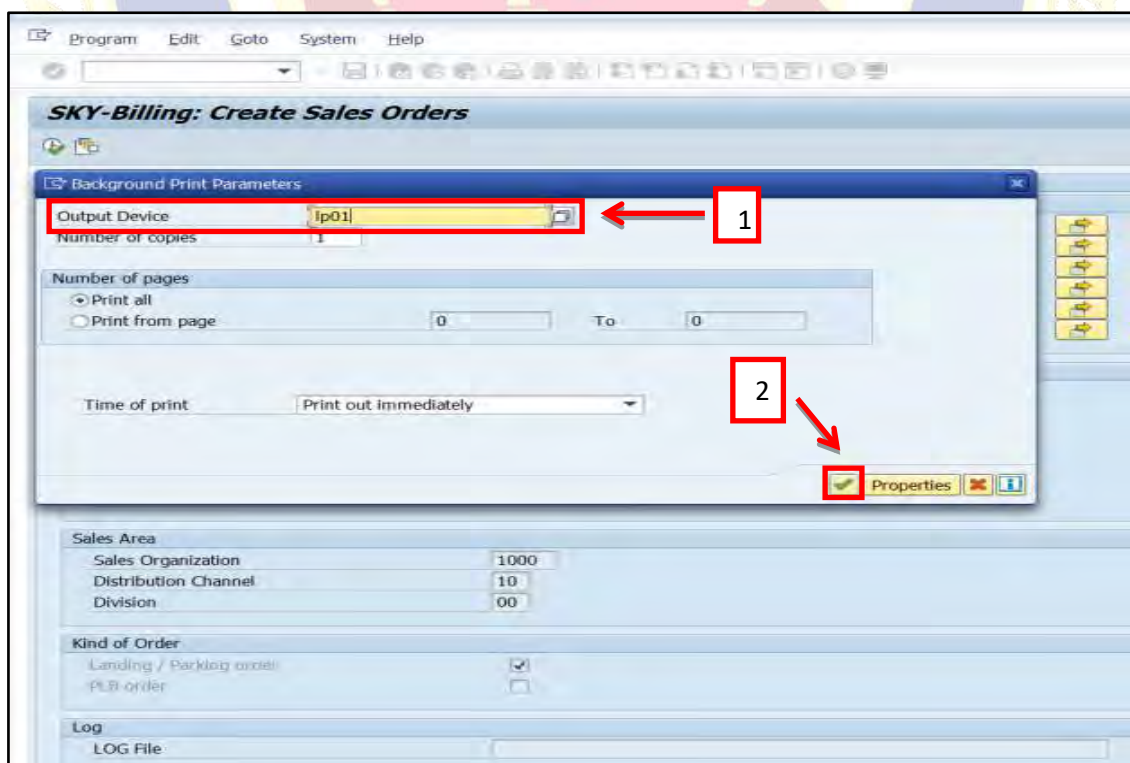 Program Edit Goto System Help
SKY-Billing: Create Sales Orders
Background Print Parameters
Output Device lp01
1
Number of copies 1
Number of pages
Print all
Print from page 0 To 0
2
Time of print Print out immediately
Properties
Sales Area
Sales Organization 1000
Distribution Channel 10
Division 00
Kind of Order
Landing / Parking order
PLB order
Log
LOG File